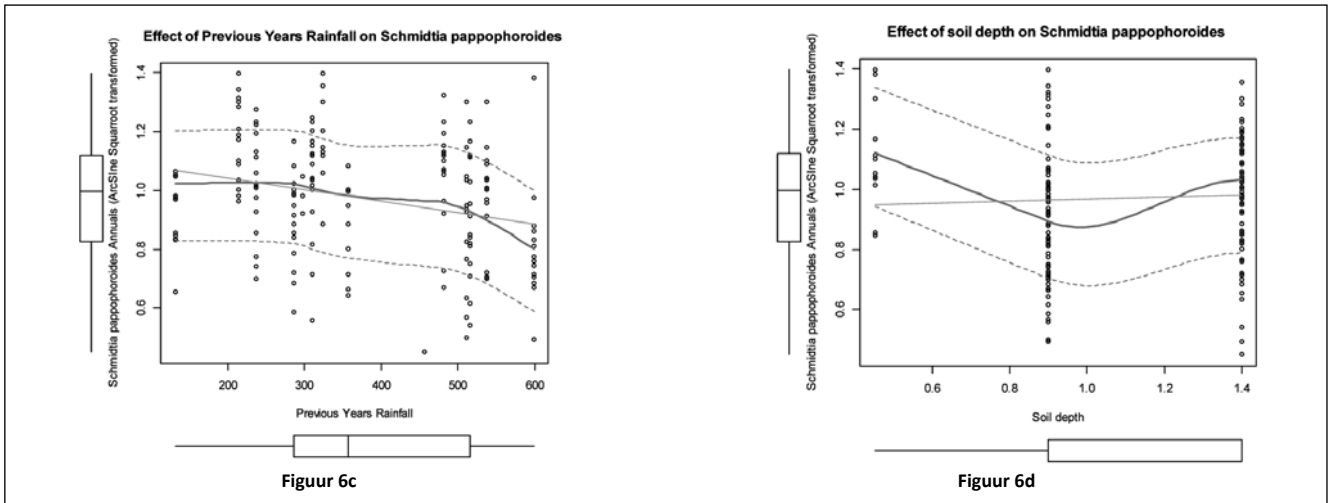 Effect of Previous Years Rainfall on Schmidtia pappophoroides
Schmidtia pappophoroides Annuals (ArcSIne Squarroot transformed)
1.4
1.2
1.0
0.8
0.6
200
300
400
500
600
Previous Years Rainfall
Figuur 6c
Effect of soil depth on Schmidtia pappophoroides
Schmidtia pappophoroides Annuals (ArcSIne Squarroot transformed)
1.4
1.2
1.0
0.8
0.6
0.6
0.8
1.0
1.2
1.4
Soil depth
Figuur 6d